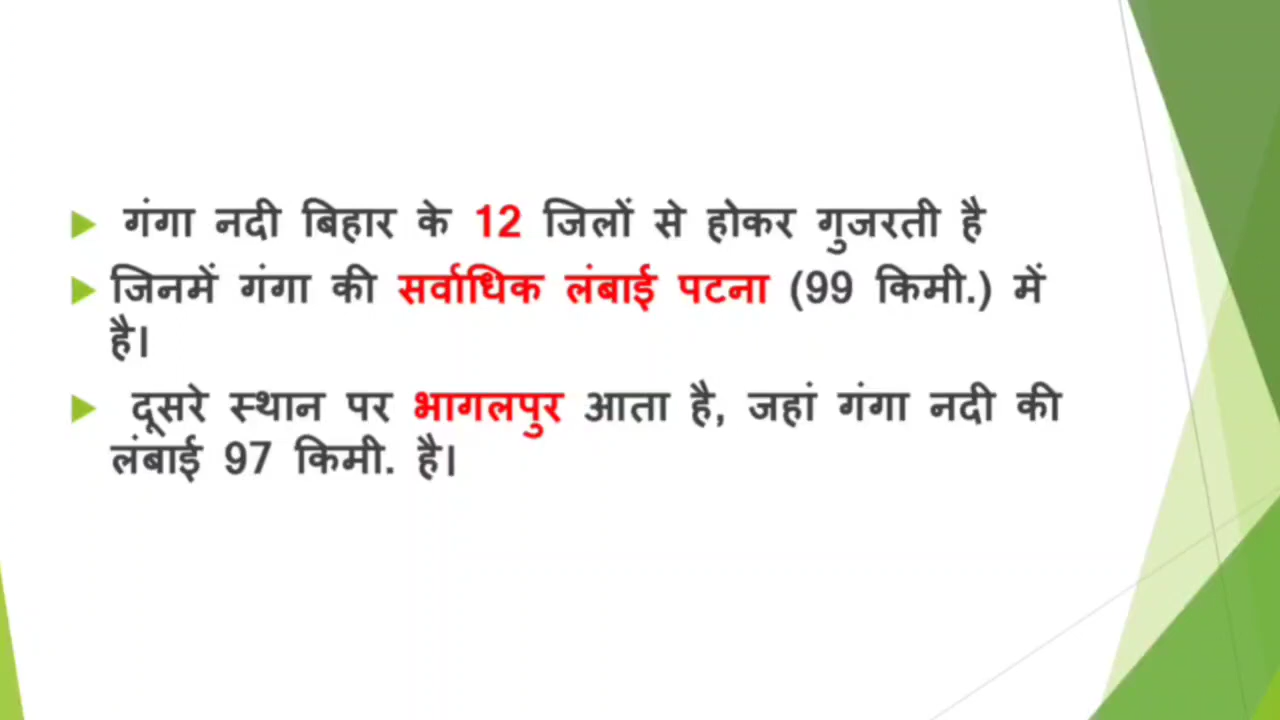 गंगा नदी बिहार के 12 जिलों से होकर गुजरती है
जिनमें गंगा की सर्वाधिक लंबाई पटना (99 किमी.) में
है।
दूसरे स्थान पर भागलपुर आता है, जहां गंगा नदी की
लंबाई 97 किमी. है।